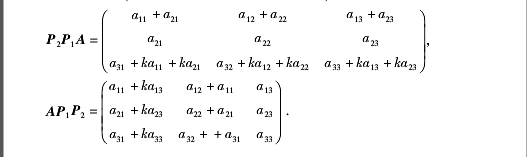 P₂P₁A = ( a₁₁ + a₂₁   a₁₂ + a₂₂   a₁₃ + a₂₃
a₂₁   a₂₂   a₂₃
a₃₁ + ka₁₁ + ka₂₁   a₃₂ + ka₁₂ + ka₂₂   a₃₃ + ka₁₃ + ka₂₃ ),
AP₁P₂ = ( a₁₁ + ka₁₃   a₁₂ + a₁₁   a₁₃
a₂₁ + ka₂₃   a₂₂ + a₂₁   a₂₃
a₃₁ + ka₃₃   a₃₂ + + a₃₁   a₃₃ ).